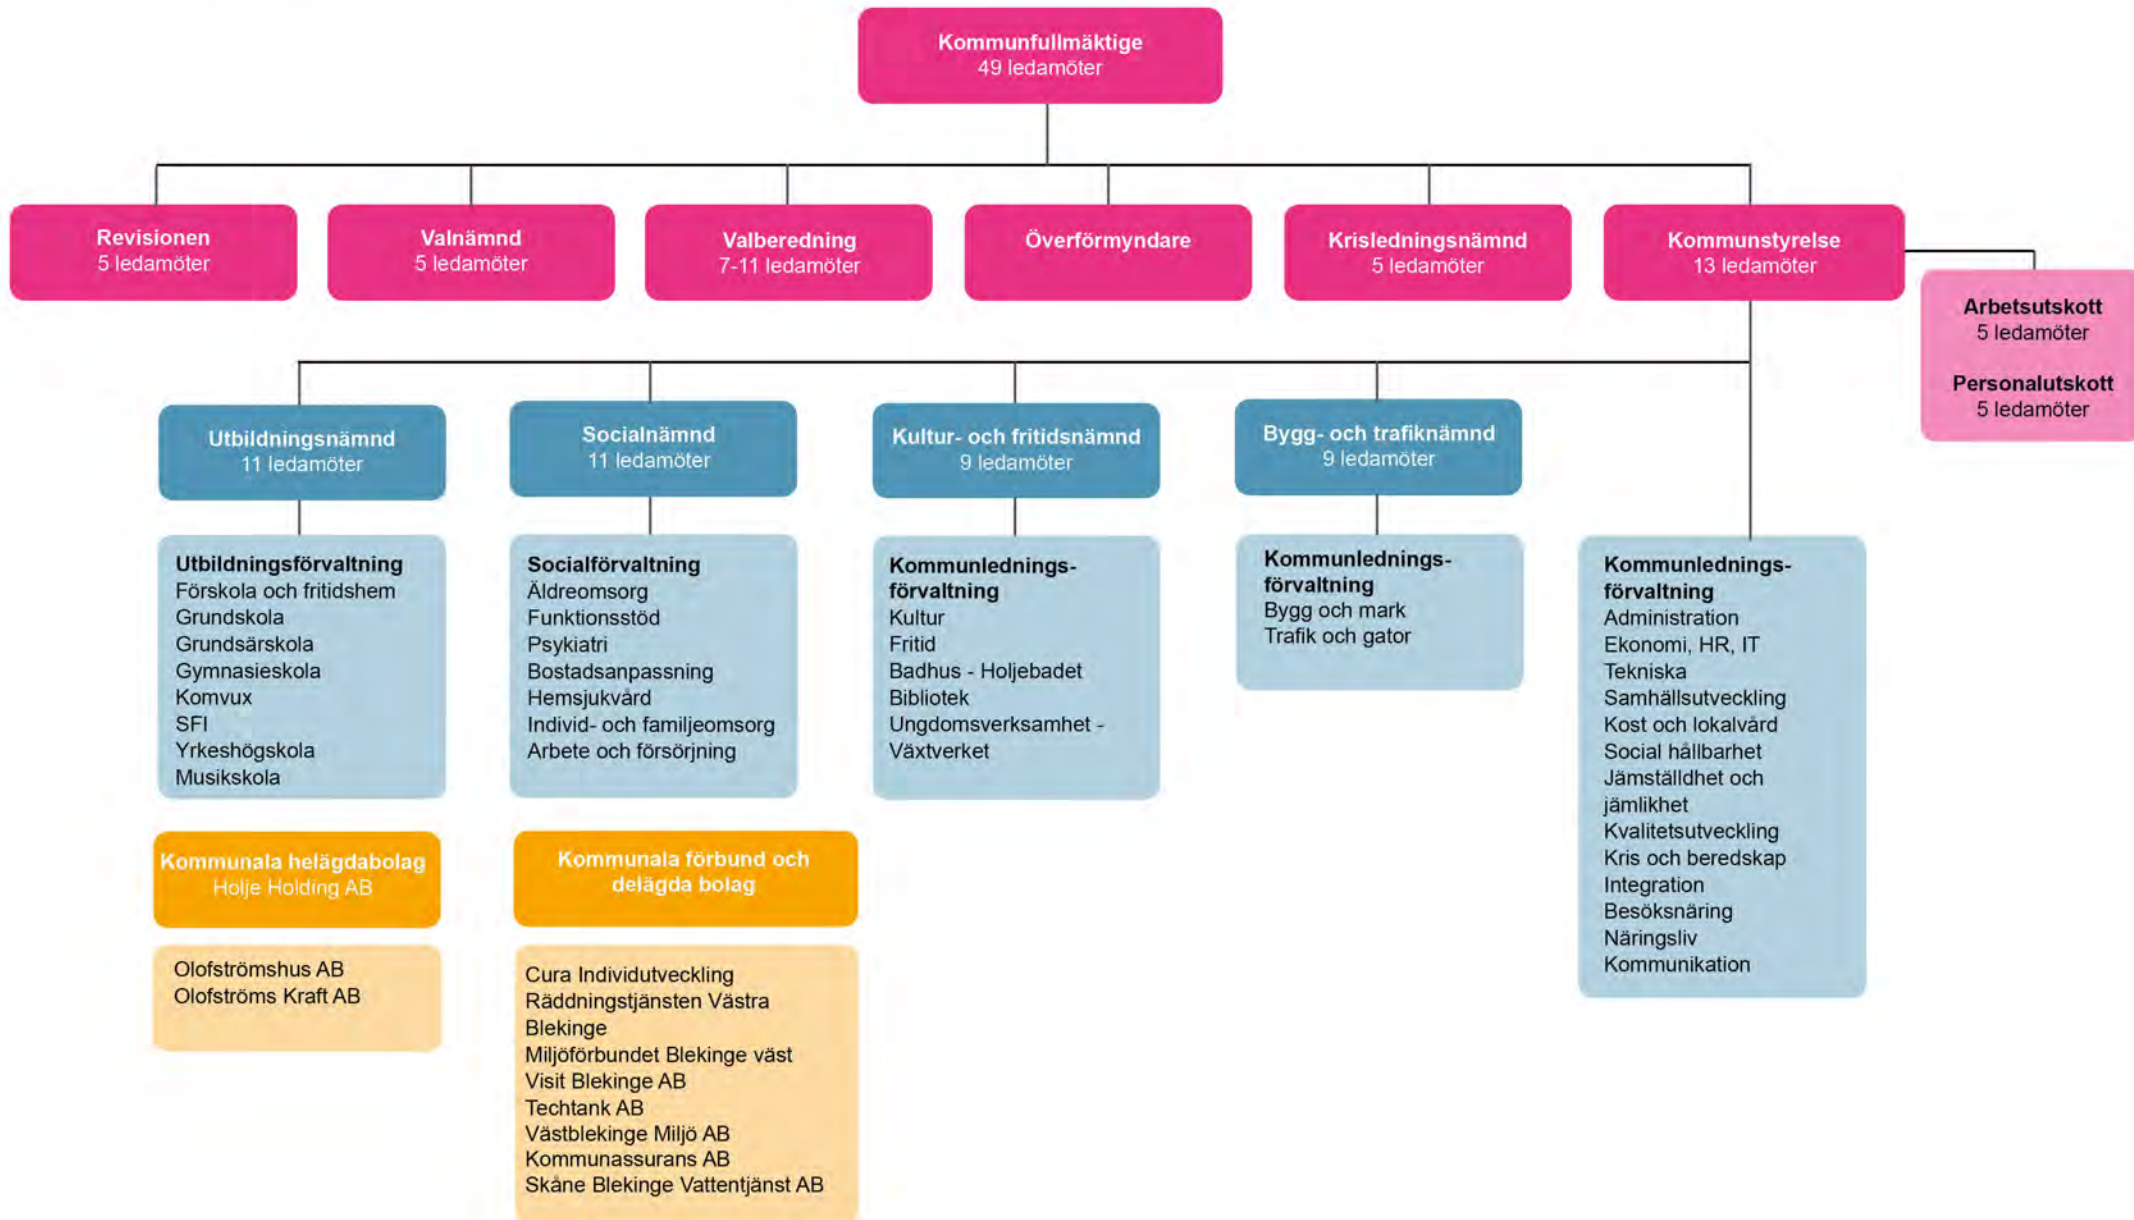 Kommunfullmäktige
49 ledamöter
Revisionen
5 ledamöter
Valnämnd
5 ledamöter
Valberedning
7-11 ledamöter
Överförmyndare
Krisledningsnämnd
5 ledamöter
Kommunstyrelse
13 ledamöter
Arbetsutskott
5 ledamöter
Personalutskott
5 ledamöter
Utbildningsnämnd
11 ledamöter
Socialnämnd
11 ledamöter
Kultur- och fritidsnämnd
9 ledamöter
Bygg- och trafiknämnd
9 ledamöter
Utbildningsförvaltning
Förskola och fritidshem
Grundskola
Grundsärskola
Gymnasieskola
Komvux
SFI
Yrkeshögskola
Musikskola
Socialförvaltning
Äldreomsorg
Funktionsstöd
Psykiatri
Bostadsanpassning
Hemsjukvård
Individ- och familjeomsorg
Arbete och försörjning
Kommunlednings-
förvaltning
Kultur
Fritid
Badhus - Holjebadet
Bibliotek
Ungdomsverksamhet -
Växtverket
Kommunlednings-
förvaltning
Bygg och mark
Trafik och gator
Kommunlednings-
förvaltning
Administration
Ekonomi, HR, IT
Tekniska
Samhällsutveckling
Kost och lokalvård
Social hållbarhet
Jämställdhet och
jämlikhet
Kvalitetsutveckling
Kris och beredskap
Integration
Besöksnäring
Näringsliv
Kommunikation
Kommunala helägdabolag
Holje Holding AB
Olofströmshus AB
Olofströms Kraft AB
Kommunala förbund och
delägda bolag
Cura Individutveckling
Räddningstjänsten Västra
Blekinge
Miljöförbundet Blekinge väst
Visit Blekinge AB
Techtank AB
Västblekinge Miljö AB
Kommunassurans AB
Skåne Blekinge Vattentjänst AB